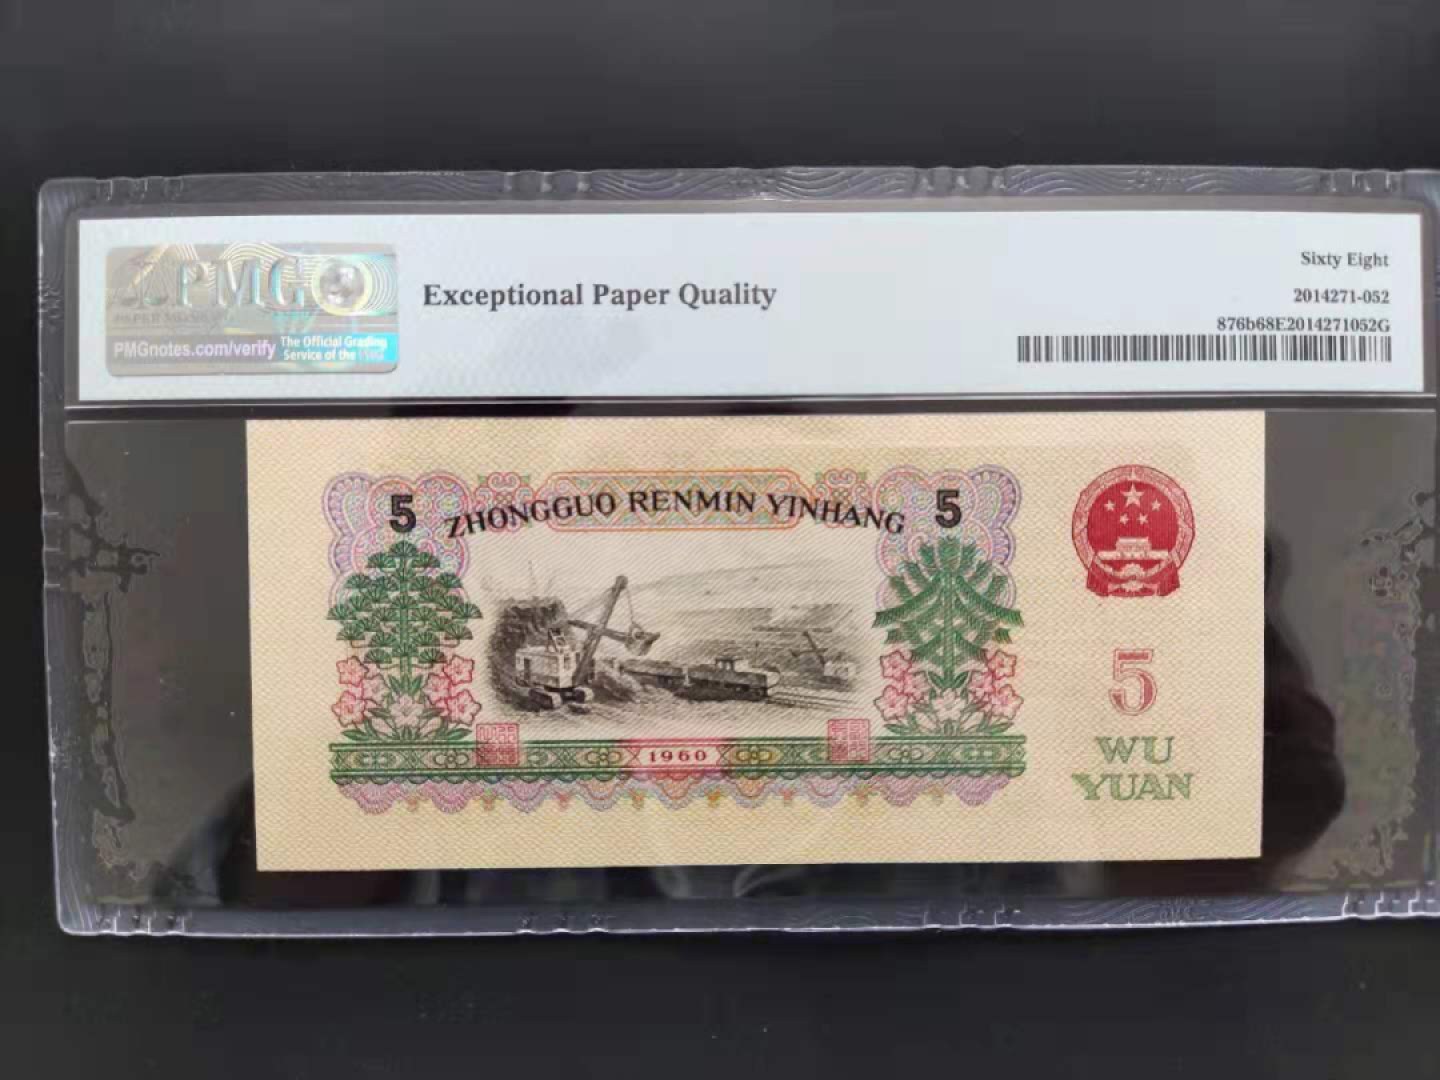 PMG
PMGnotes.com/verify
The Official Grading
Service of the
Exceptional Paper Quality
Sixty Eight
2014271-052
876b68E2014271052G
5
ZHONGGUO RENMIN YINHANG
5
1960
5
WU
YUAN